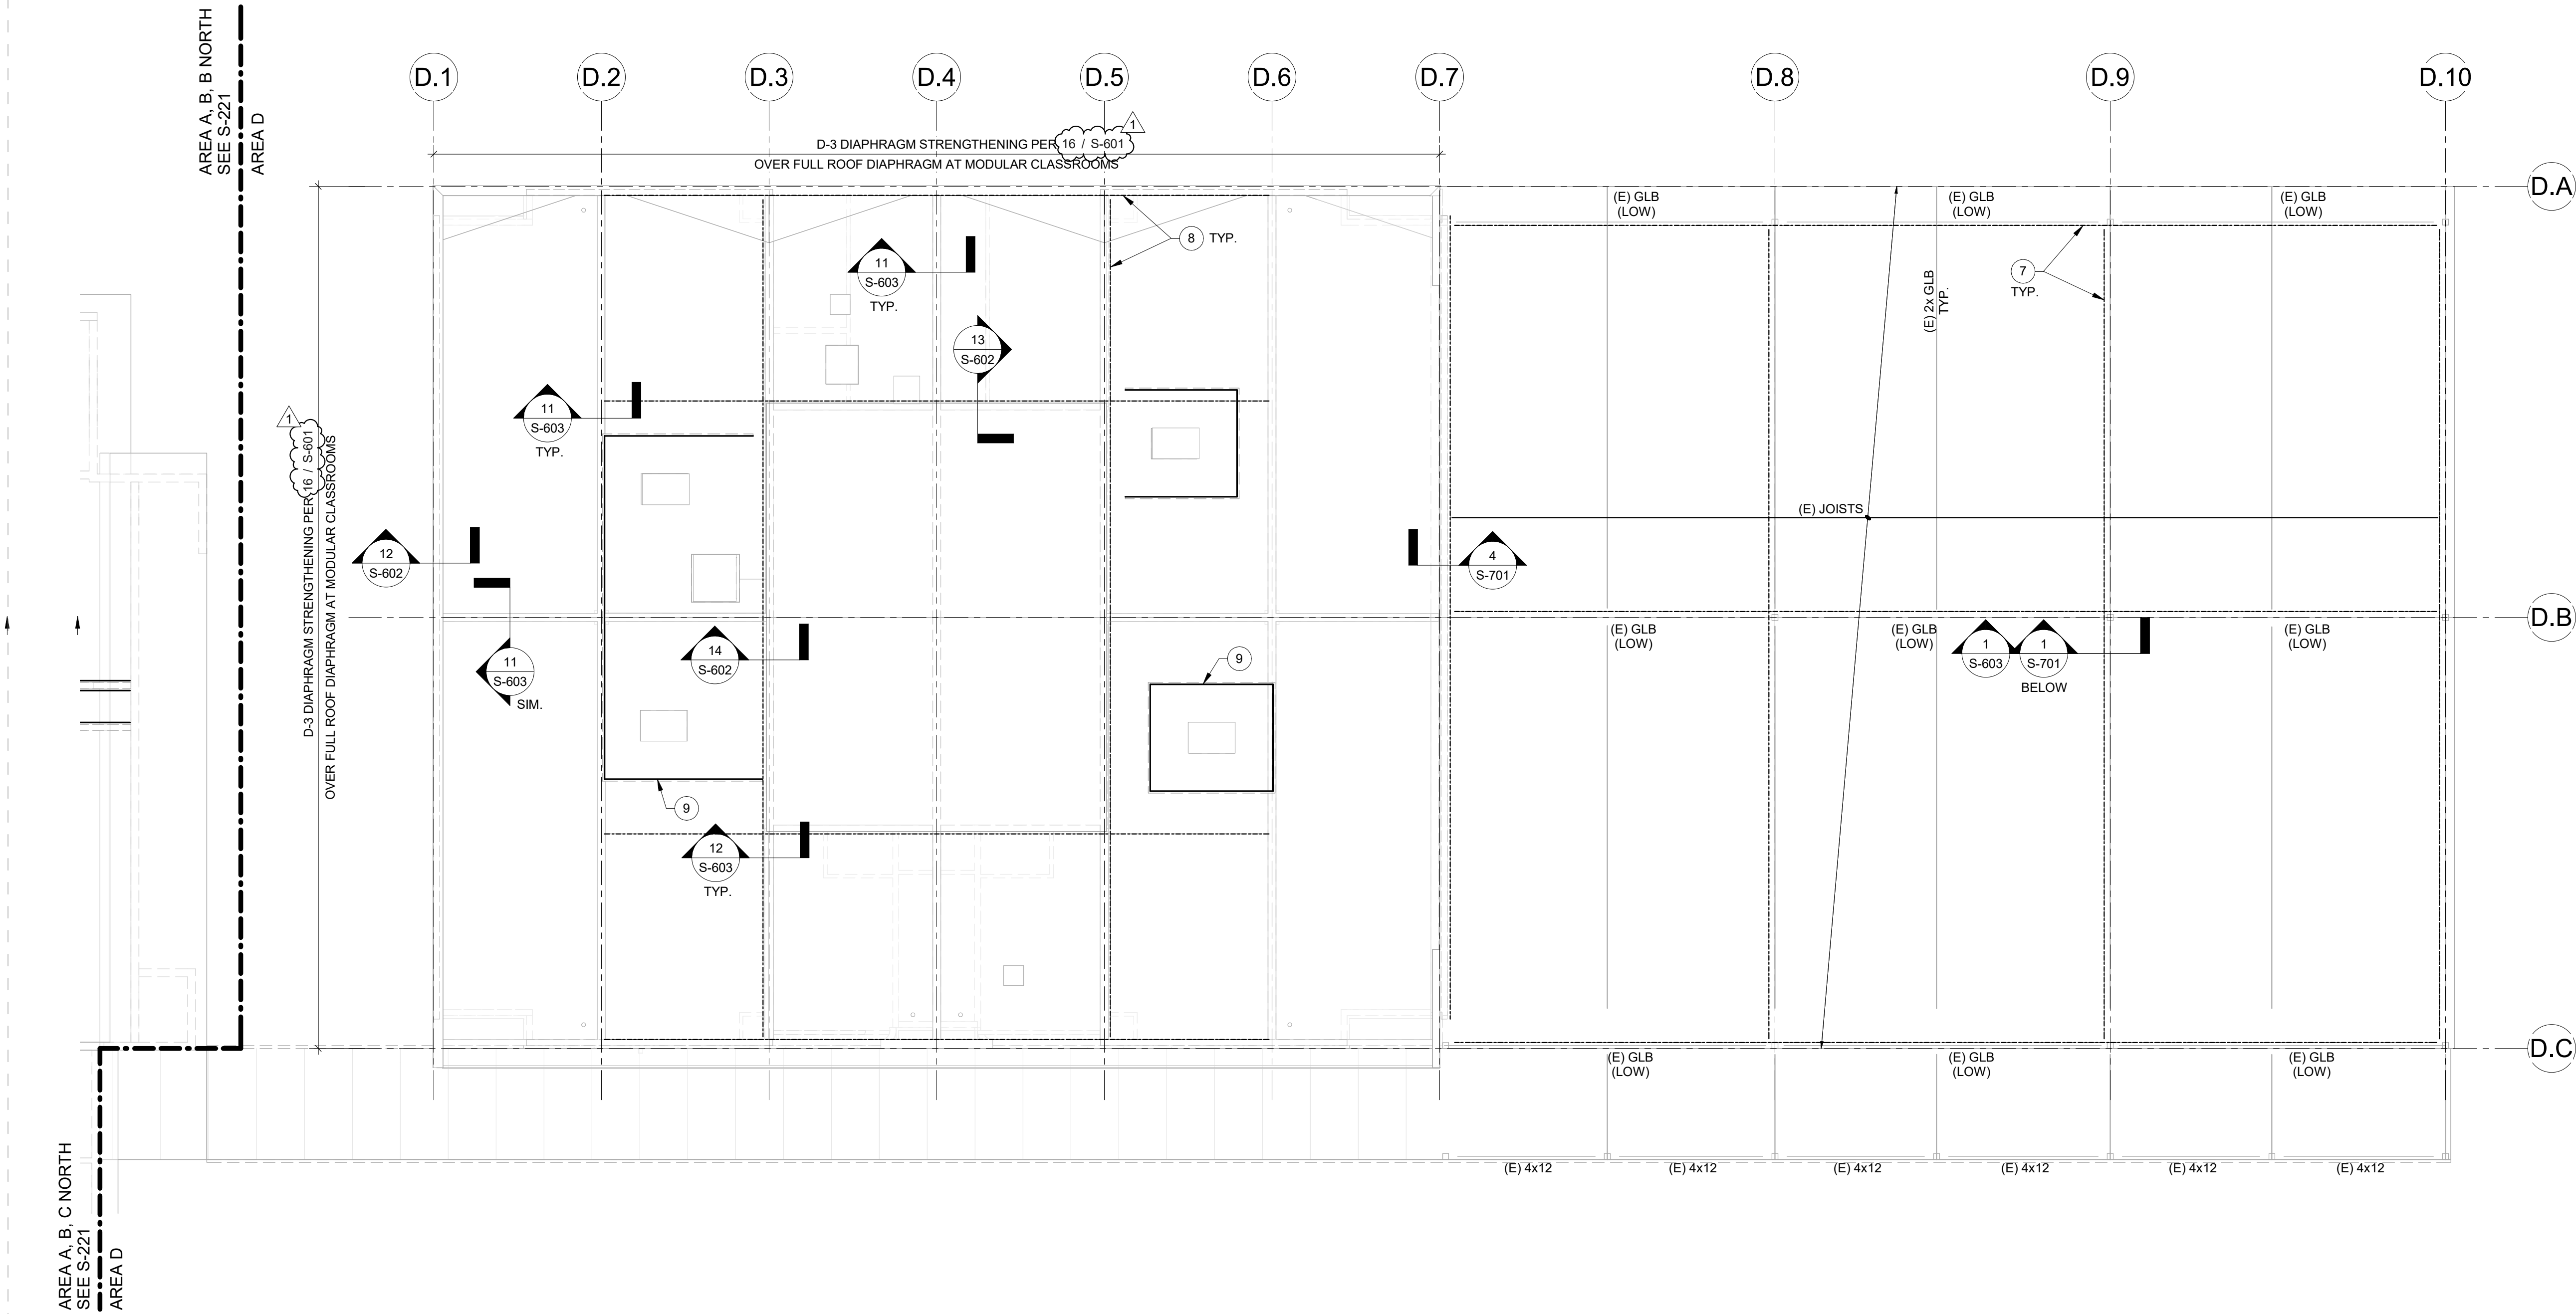 AREA A, B, B NORTH
SEE S-221
AREA D
D.1
D.2
D.3
D.4
D.5
D.6
D.7
D.8
D.9
D.10
1
D-3 DIAPHRAGM STRENGTHENING PER 16 / S-601
OVER FULL ROOF DIAPHRAGM AT MODULAR CLASSROOMS
D.A
(E) GLB
(LOW)
(E) GLB
(LOW)
(E) GLB
(LOW)
8 TYP.
11
S-603
TYP.
7
TYP.
(E) 2x GLB
TYP.
13
S-602
11
S-603
TYP.
1
D-3 DIAPHRAGM STRENGTHENING PER 16 / S-601
OVER FULL ROOF DIAPHRAGM AT MODULAR CLASSROOMS
(E) JOISTS
12
S-602
4
S-701
D.B
11
S-603
SIM.
14
S-602
9
(E) GLB
(LOW)
(E) GLB
(LOW)
(E) GLB
(LOW)
1
S-603
1
S-701
BELOW
9
12
S-603
TYP.
D.C
(E) GLB
(LOW)
(E) GLB
(LOW)
(E) GLB
(LOW)
(E) 4x12
(E) 4x12
(E) 4x12
(E) 4x12
(E) 4x12
(E) 4x12
AREA A, B, C NORTH
SEE S-221
AREA D